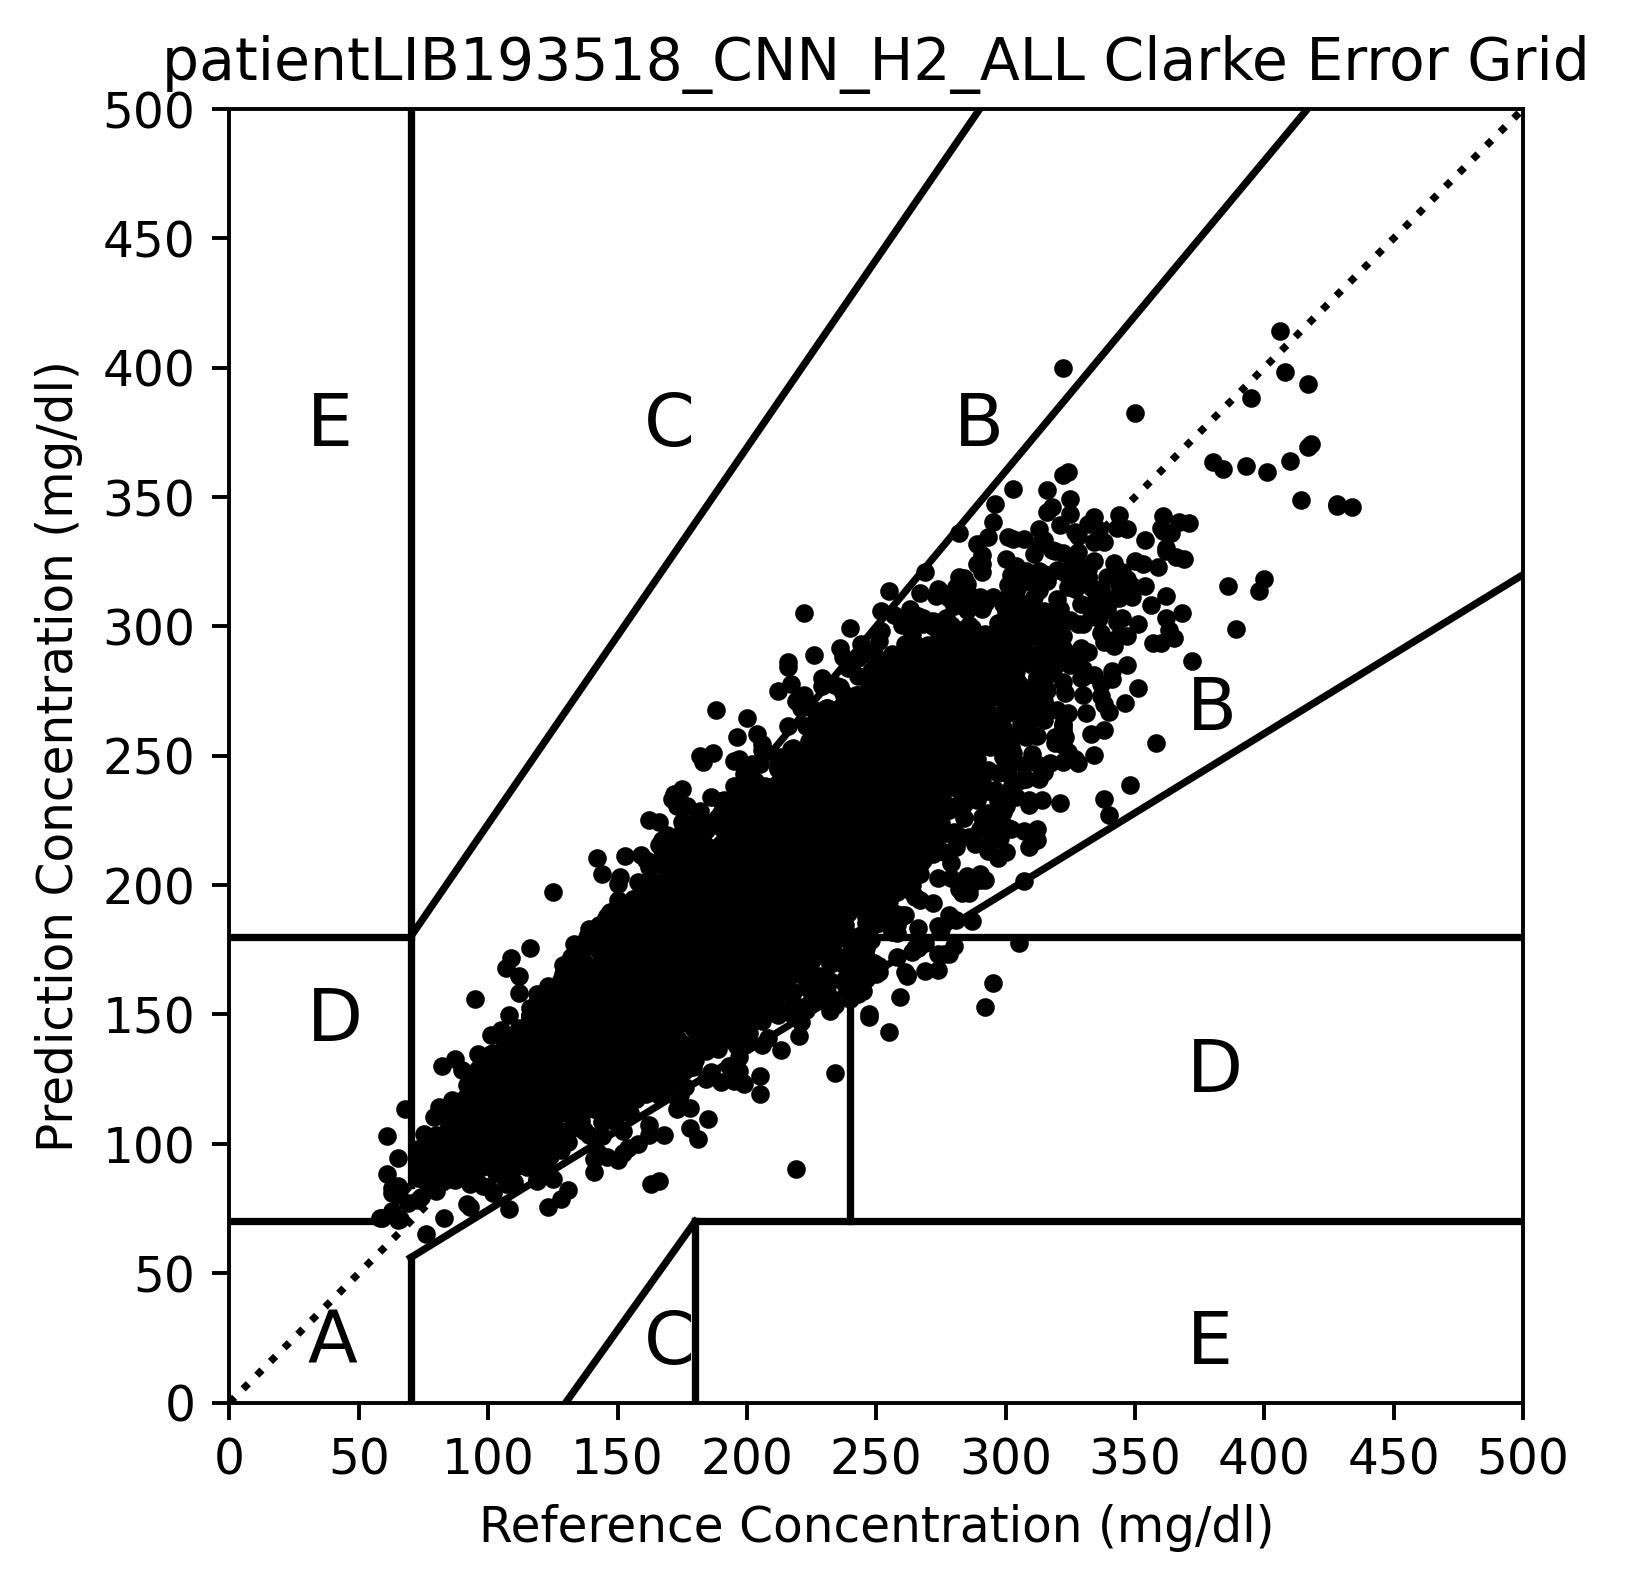 patientLIB193518_CNN_H2_ALL Clarke Error Grid
500
450
400
350
300
250
200
150
100
50
0
Prediction Concentration (mg/dl)
E
C
B
B
D
D
A
C
E
0 50 100 150 200 250 300 350 400 450 500
Reference Concentration (mg/dl)